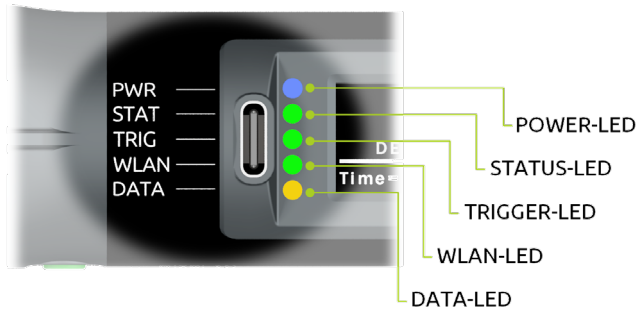 PWR
STAT
TRIG
WLAN
DATA
DE
Time
POWER-LED
STATUS-LED
TRIGGER-LED
WLAN-LED
DATA-LED